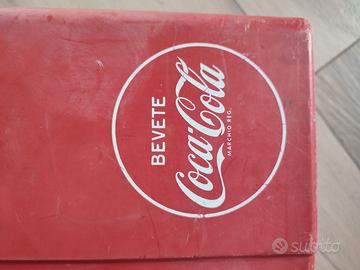 BEVETE
Coca-Cola
MARCHIO REG.
subito